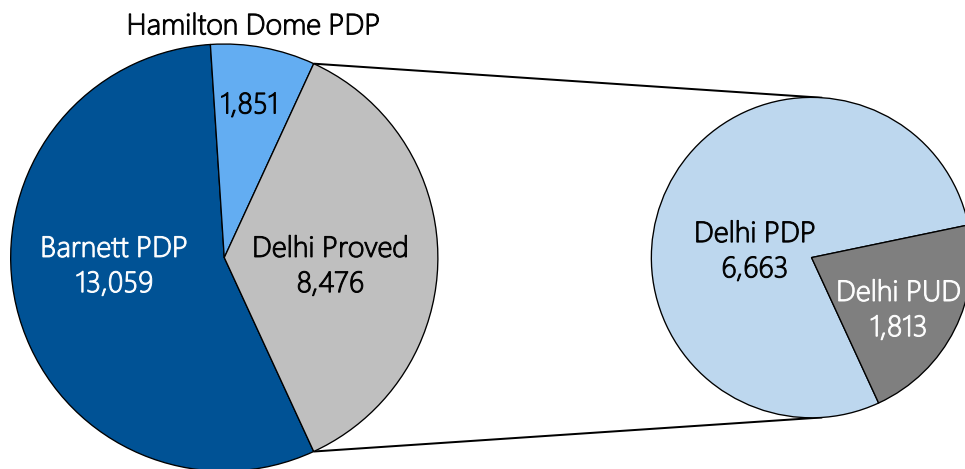 Hamilton Dome PDP
1,851
Barnett PDP
13,059
Delhi Proved
8,476
Delhi PDP
6,663
Delhi PUD
1,813